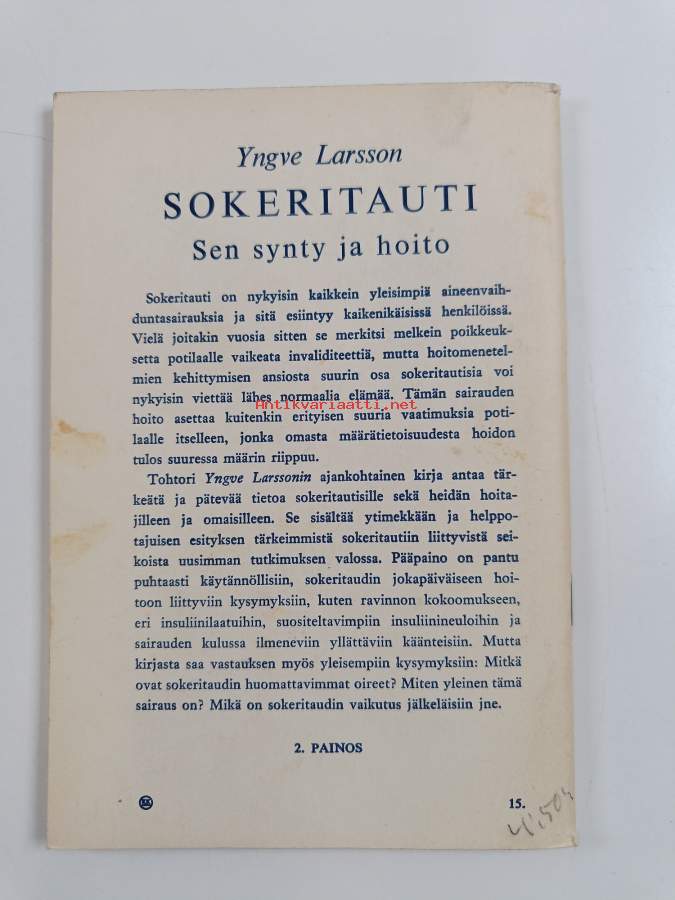 Yngve Larsson
SOKERITAUTI
Sen synty ja hoito
Sokeritauti on nykyisin kaikkein yleisimpiä aineenvaih-
duntasairauksia ja sitä esiintyy kaikenikäisissä henkilöissä.
Vielä joitakin vuosia sitten se merkitsi melkein poikkeuk-
setta potilaalle vaikeata invaliditeettiä, mutta hoitomenetel-
mien kehittymisen ansiosta suurin osa sokeritautisia voi
nykyisin viettää lähes normaalia elämää. Tämän sairauden
Antikvariaatti.net
hoito asettaa kuitenkin erityisen suuria vaatimuksia poti-
laalle itselleen, jonka omasta määrätietoisuudesta hoidon
tulos suuressa määrin riippuu.
Tohtori Yngve Larssonin ajankohtainen kirja antaa tär-
keätä ja pätevää tietoa sokeritautisille sekä heidän hoita-
jilleen ja omaisilleen. Se sisältää ytimekkään ja helppo-
tajuisen esityksen tärkeimmistä sokeritautiin liittyvistä sei-
koista uusimman tutkimuksen valossa. Pääpaino on pantu
puhtaasti käytännöllisiin, sokeritaudin jokapäiväiseen hoi-
toon liittyviin kysymyksiin, kuten ravinnon kokoomukseen,
eri insuliinilaatuihin, suositeltavimpiin insuliinineuloihin ja
sairauden kulussa ilmeneviin yllättäviin käänteisiin. Mutta
kirjasta saa vastauksen myös yleisempiin kysymyksiin: Mitkä
ovat sokeritaudin huomattavimmat oireet? Miten yleinen tämä
sairaus on? Mikä on sokeritaudin vaikutus jälkeläisiin jne.
2. PAINOS
15.